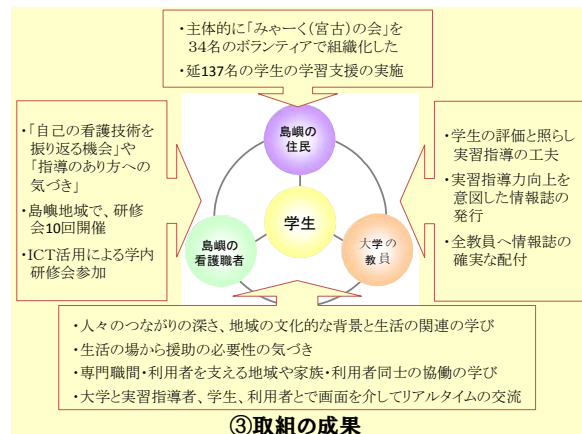 ・主体的に「みゃーく(宮古)の会」を
34名のボランティアで組織化した
・延137名の学生の学習支援の実施
・「自己の看護技術を
振り返る機会」や
「指導のあり方への
気づき」
・島嶼地域で、研修
会10回開催
・ICT活用による学内
研修会参加
島嶼の
住民
学生
島嶼の
看護職者
大学の
教員
・学生の評価と照らし
実習指導の工夫
・実習指導力向上を
意図した情報誌の
発行
・全教員へ情報誌の
確実な配付
・人々のつながりの深さ、地域の文化的な背景と生活の関連の学び
・生活の場から援助の必要性の気づき
・専門職間・利用者を支える地域や家族・利用者同士の協働の学び
・大学と実習指導者、学生、利用者とで画面を介してリアルタイムの交流
③取組の成果